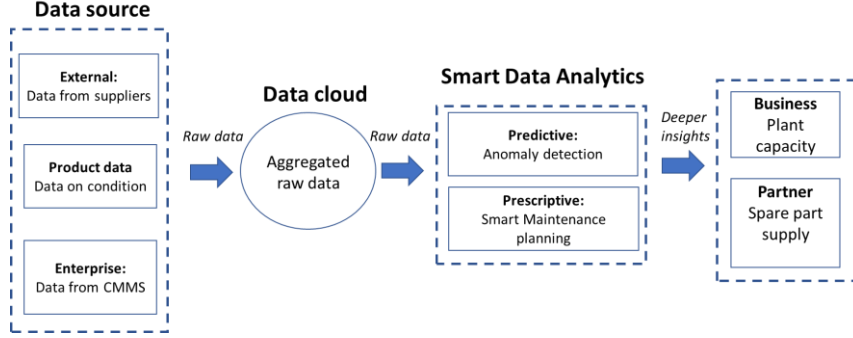 Data source
External:
Data from suppliers
Product data
Data on condition
Enterprise:
Data from CMMS
Raw data
Data cloud
Aggregated
raw data
Raw data
Smart Data Analytics
Predictive:
Anomaly detection
Prescriptive:
Smart Maintenance
planning
Deeper
insights
Business
Plant
capacity
Partner
Spare part
supply